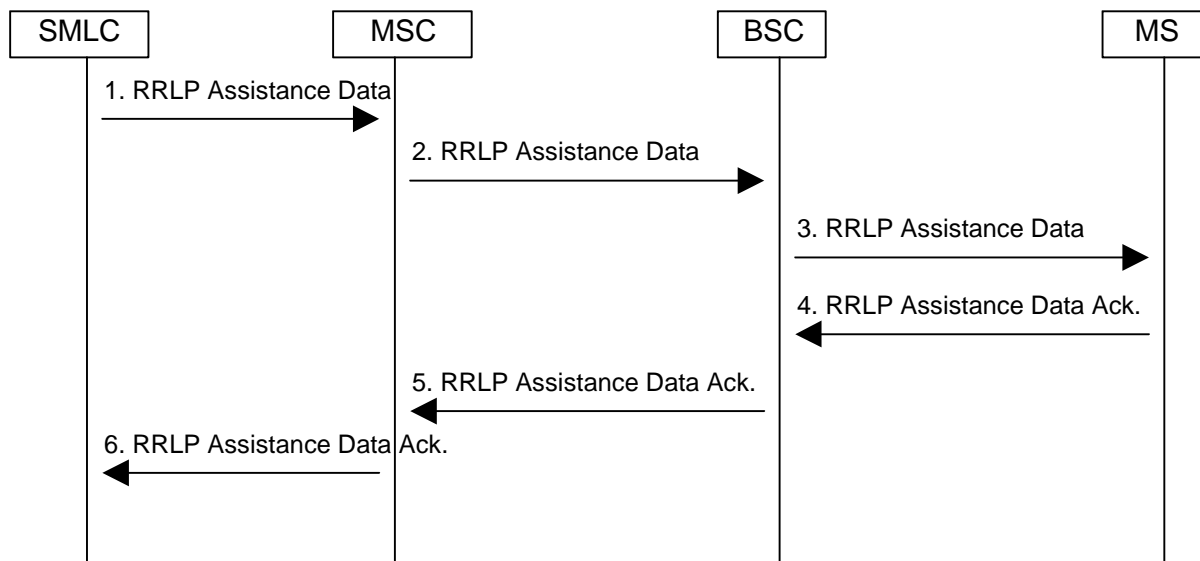 SMLC
MSC
BSC
MS
1. RRLP Assistance Data
2. RRLP Assistance Data
3. RRLP Assistance Data
4. RRLP Assistance Data Ack.
5. RRLP Assistance Data Ack.
6. RRLP Assistance Data Ack.